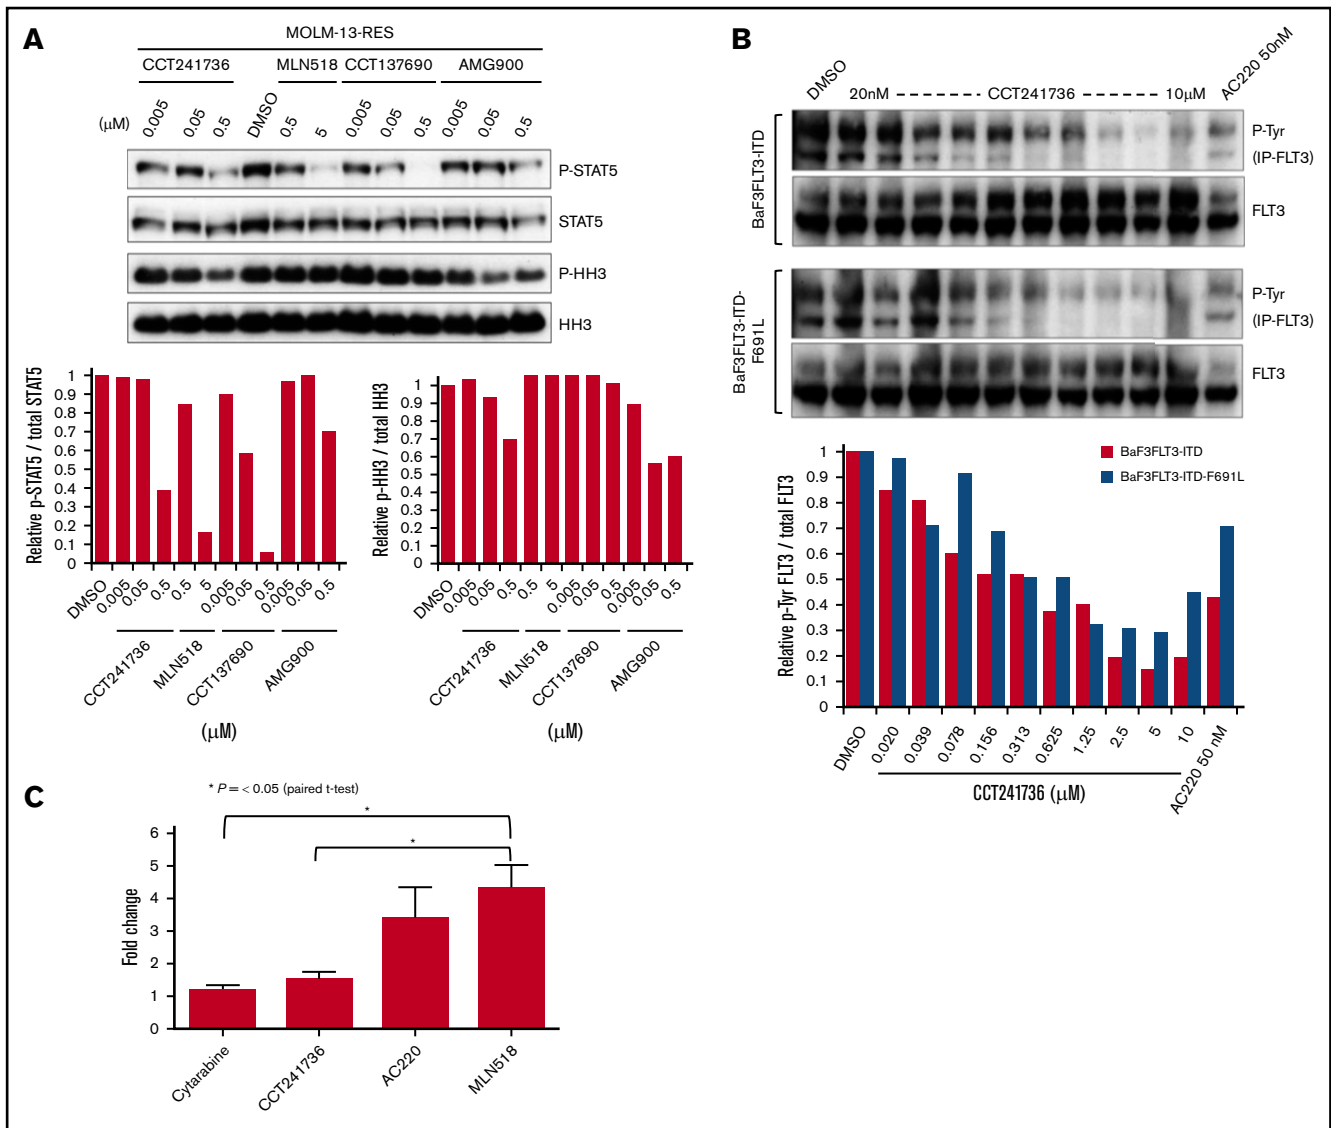 A
MOLM-13-RES
CCT241736 MLN518 CCT137690 AMG900
(μM) 0.005 0.05 0.5 DMSO 0.5 5 0.005 0.05 0.5 0.005 0.05 0.5
P-STAT5
STAT5
P-HH3
HH3
Relative p-STAT5 / total STAT5
1
0.9
0.8
0.7
0.6
0.5
0.4
0.3
0.2
0.1
0
DMSO 0.005 0.05 0.5 0.5 5 0.005 0.05 0.5 0.005 0.05 0.5
CCT241736 MLN518 CCT137690 AMG900
(μM)
Relative p-HH3 / total HH3
1
0.9
0.8
0.7
0.6
0.5
0.4
0.3
0.2
0.1
0
DMSO 0.005 0.05 0.5 0.5 5 0.005 0.05 0.5 0.005 0.05 0.5
CCT241736 MLN518 CCT137690 AMG900
(μM)
B
DMSO 20nM CCT241736 10μM AC220 50nM
BaF3FLT3-ITD
P-Tyr
(IP-FLT3)
FLT3
BaF3FLT3-ITD-
F691L
P-Tyr
(IP-FLT3)
FLT3
Relative p-Tyr FLT3 / total FLT3
1
0.9
0.8
0.7
0.6
0.5
0.4
0.3
0.2
0.1
0
BaF3FLT3-ITD
BaF3FLT3-ITD-F691L
DMSO 0.020 0.039 0.078 0.156 0.313 0.625 1.25 2.5 5 10 AC220 50 nM
CCT241736 (μM)
C
* P = < 0.05 (paired t-test)
*
*
Fold change
6
5
4
3
2
1
0
Cytarabine CCT241736 AC220 MLN518